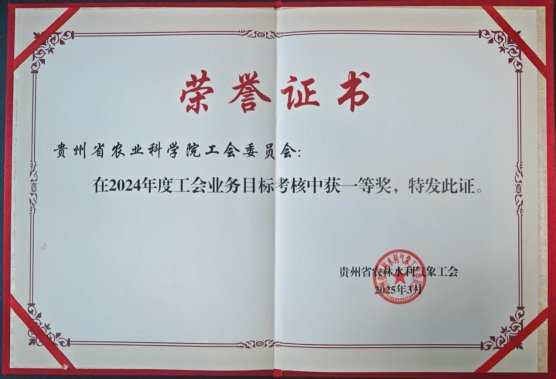 荣誉证书
贵州省农业科学院工会委员会：
在2024年度工会业务目标考核中获一等奖，特发此证。
贵州省农林水利气象工会
2025年3月